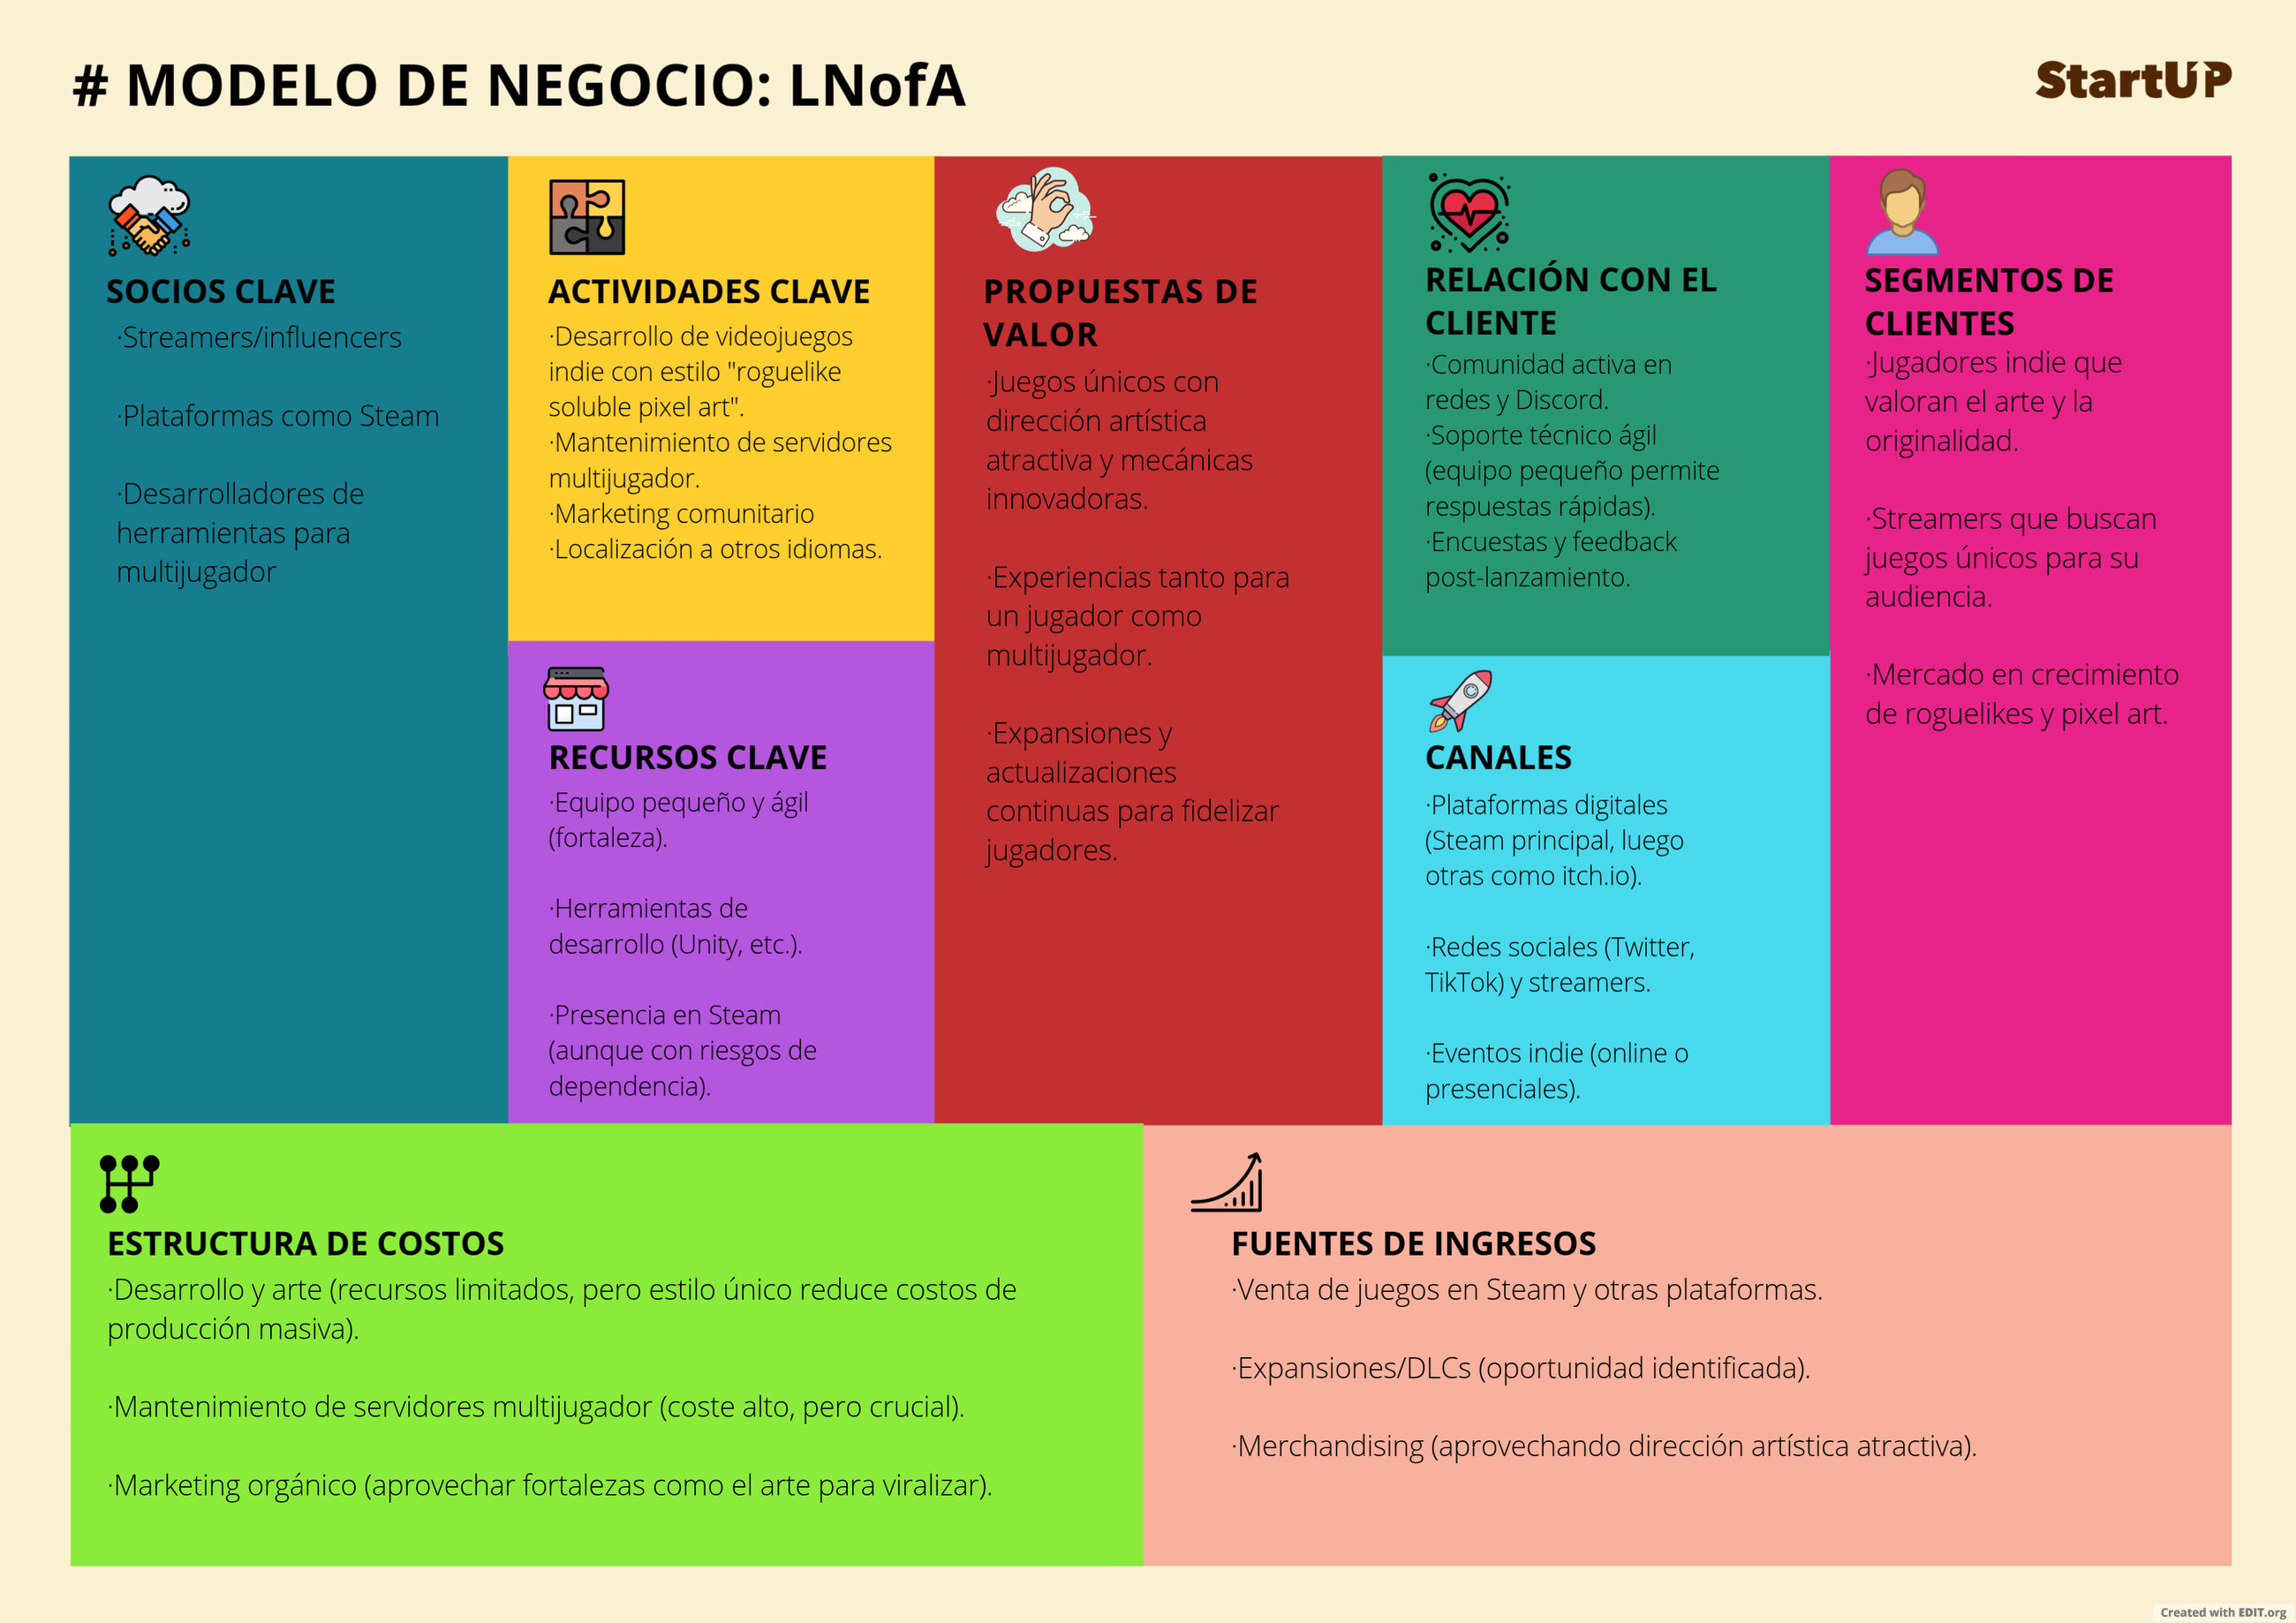 # MODELO DE NEGOCIO: LNofA
StartUP
SOCIOS CLAVE
·Streamers/influencers
·Plataformas como Steam
·Desarrolladores de
herramientas para
multijugador
ACTIVIDADES CLAVE
·Desarrollo de videojuegos
indie con estilo "roguelike
soluble pixel art".
·Mantenimiento de servidores
multijugador.
·Marketing comunitario
·Localización a otros idiomas.
RECURSOS CLAVE
·Equipo pequeño y ágil
(fortaleza).
·Herramientas de
desarrollo (Unity, etc.).
·Presencia en Steam
(aunque con riesgos de
dependencia).
PROPUESTAS DE
VALOR
·Juegos únicos con
dirección artística
atractiva y mecánicas
innovadoras.
·Experiencias tanto para
un jugador como
multijugador.
·Expansiones y
actualizaciones
continuas para fidelizar
jugadores.
RELACIÓN CON EL
CLIENTE
·Comunidad activa en
redes y Discord.
·Soporte técnico ágil
(equipo pequeño permite
respuestas rápidas).
·Encuestas y feedback
post-lanzamiento.
CANALES
·Plataformas digitales
(Steam principal, luego
otras como itch.io).
·Redes sociales (Twitter,
TikTok) y streamers.
·Eventos indie (online o
presenciales).
SEGMENTOS DE
CLIENTES
·Jugadores indie que
valoran el arte y la
originalidad.
·Streamers que buscan
juegos únicos para su
audiencia.
·Mercado en crecimiento
de roguelikes y pixel art.
ESTRUCTURA DE COSTOS
·Desarrollo y arte (recursos limitados, pero estilo único reduce costos de
producción masiva).
·Mantenimiento de servidores multijugador (coste alto, pero crucial).
·Marketing orgánico (aprovechar fortalezas como el arte para viralizar).
FUENTES DE INGRESOS
·Venta de juegos en Steam y otras plataformas.
·Expansiones/DLCs (oportunidad identificada).
·Merchandising (aprovechando dirección artística atractiva).
Created with EDIT.org